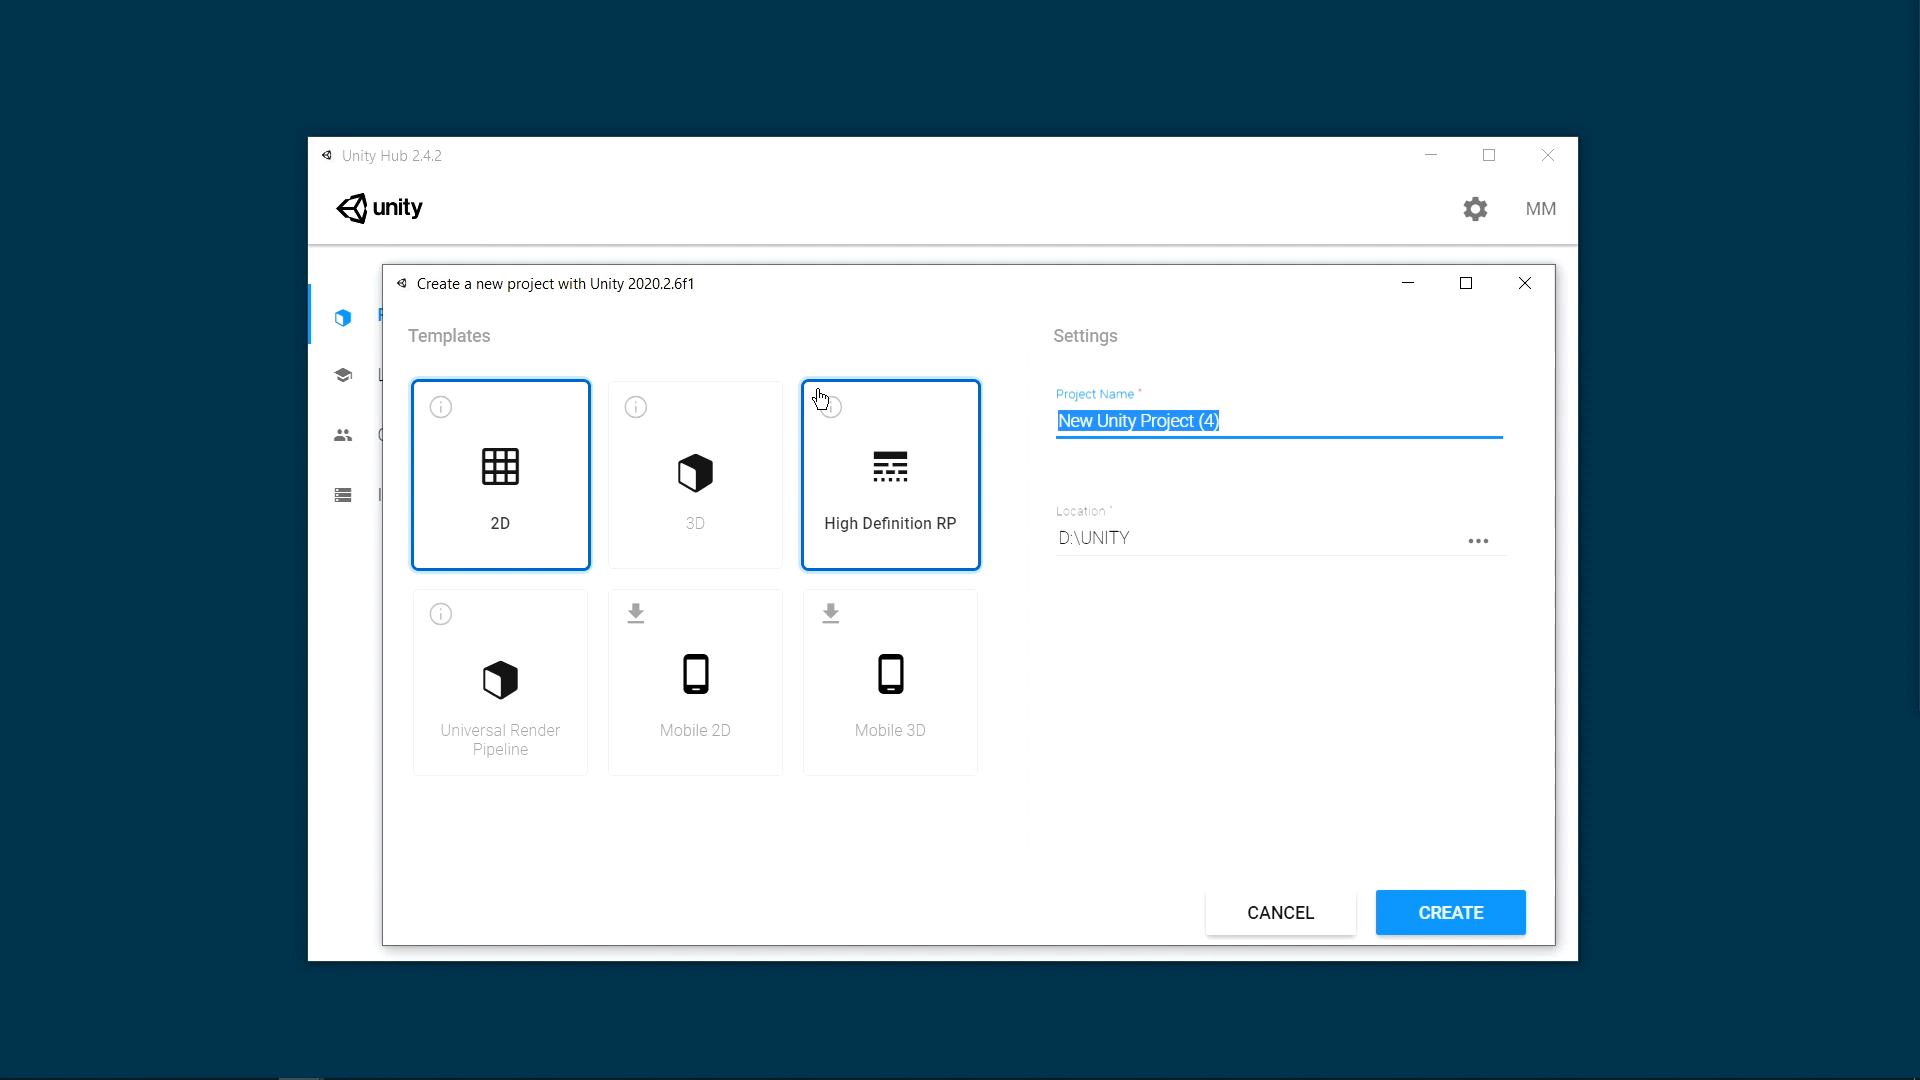 Unity Hub 2.4.2
unity
MM
Create a new project with Unity 2020.2.6f1
Templates
Settings
2D
3D
High Definition RP
Universal Render
Pipeline
Mobile 2D
Mobile 3D
Project Name *
New Unity Project (4)
Location *
D:\UNITY
CANCEL
CREATE